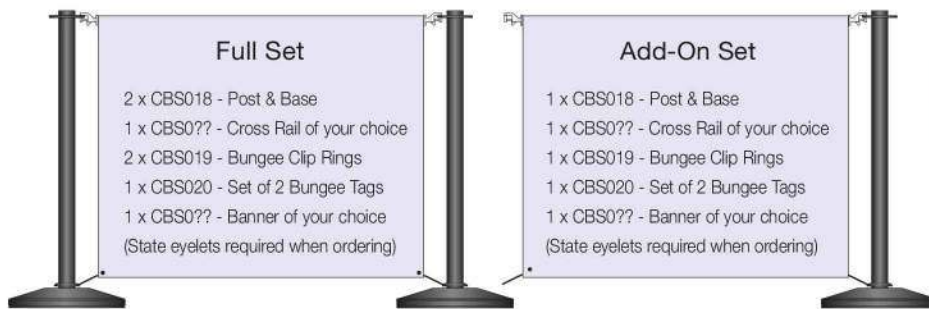 Full Set
2 x CBS018 - Post & Base
1 x CBS0?? - Cross Rail of your choice
2 x CBS019 - Bungee Clip Rings
1 x CBS020 - Set of 2 Bungee Tags
1 x CBS0?? - Banner of your choice
(State eyelets required when ordering)
Add-On Set
1 x CBS018 - Post & Base
1 x CBS0?? - Cross Rail of your choice
1 x CBS019 - Bungee Clip Rings
1 x CBS020 - Set of 2 Bungee Tags
1 x CBS0?? - Banner of your choice
(State eyelets required when ordering)